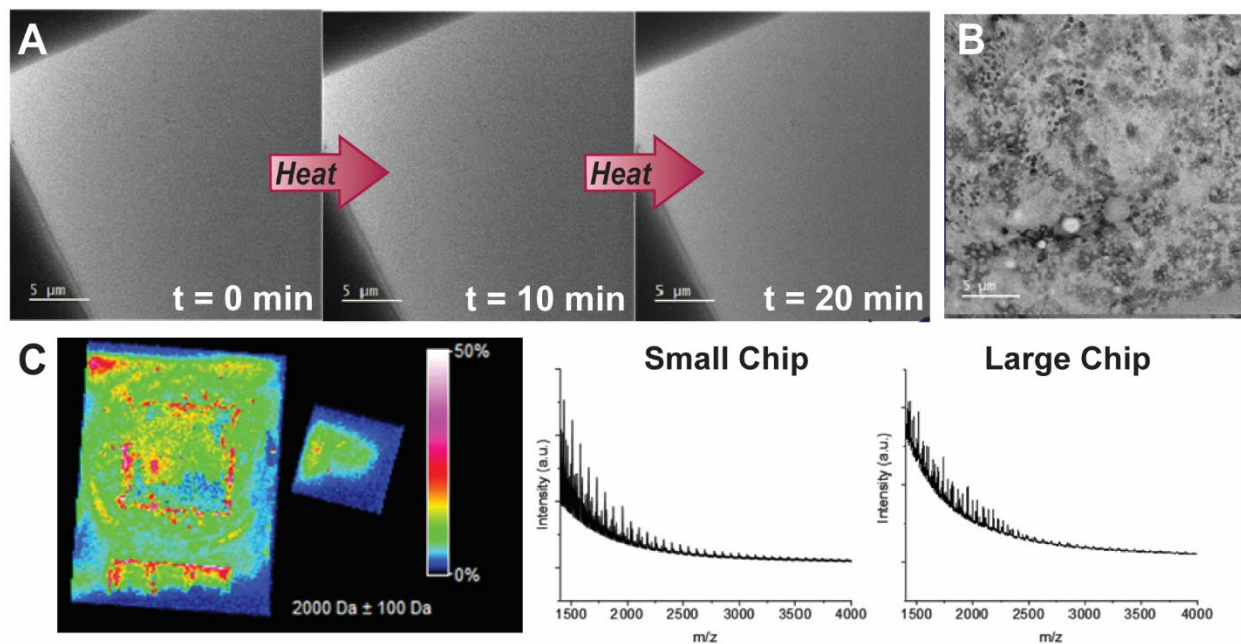 A
Heat
Heat
5 μm
t = 0 min
5 μm
t = 10 min
5 μm
t = 20 min
B
5 μm
C
50%
0%
2000 Da ± 100 Da
Small Chip
Intensity (a.u.)
1500 2000 2500 3000 3500 4000
m/z
Large Chip
Intensity (a.u.)
1500 2000 2500 3000 3500 4000
m/z